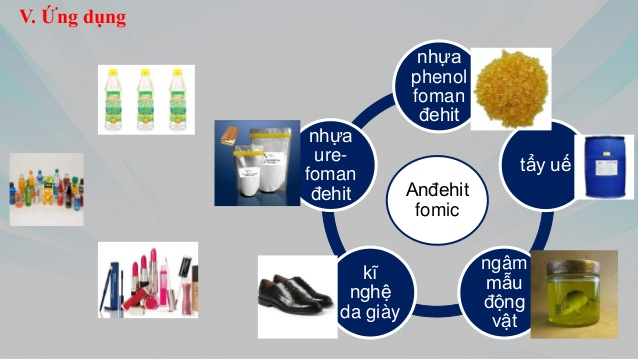 V. Ứng dụng
nhựa
phenol
foman
đehit
nhựa
ure-
foman
đehit
tẩy uế
Anđehit
fomic
kĩ
nghệ
da giày
ngâm
mẫu
động
vật